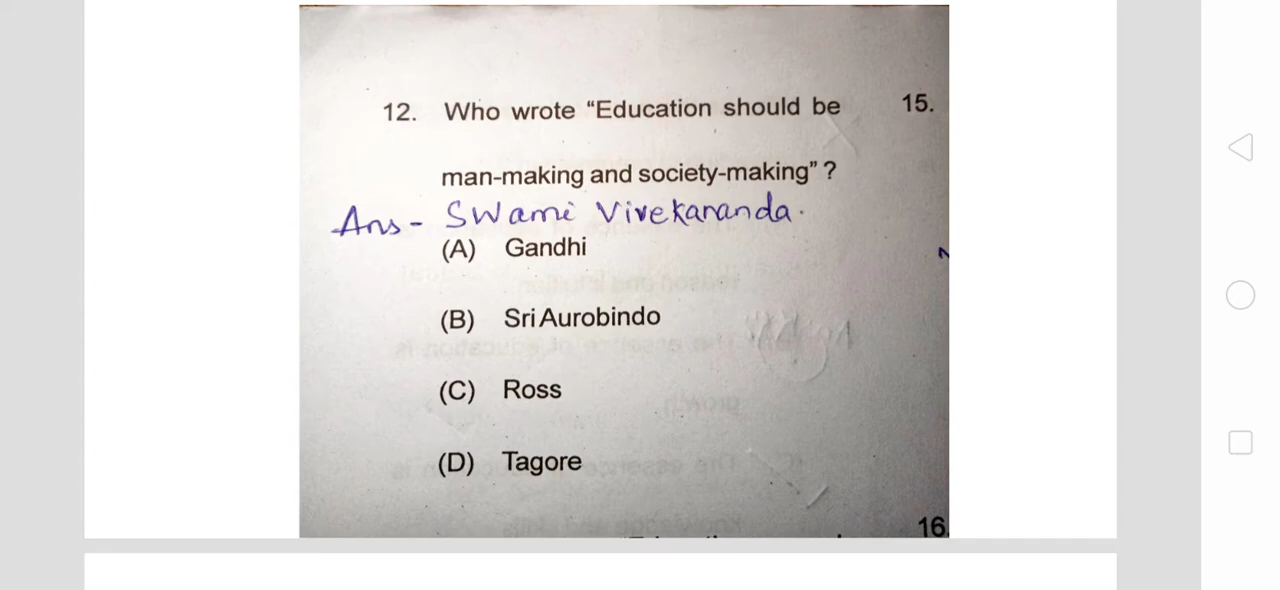 12. Who wrote “Education should be
man-making and society-making” ?
Ans - Swami Vivekananda.
(A) Gandhi
(B) Sri Aurobindo
(C) Ross
(D) Tagore
15.
16.